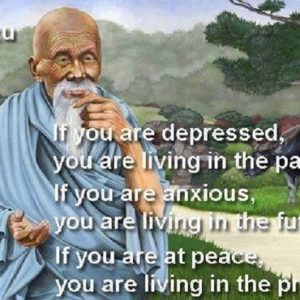 u
If you are depressed,
you are living in the pa
If you are anxious,
you are living in the fu
If you are at peace,
you are living in the p